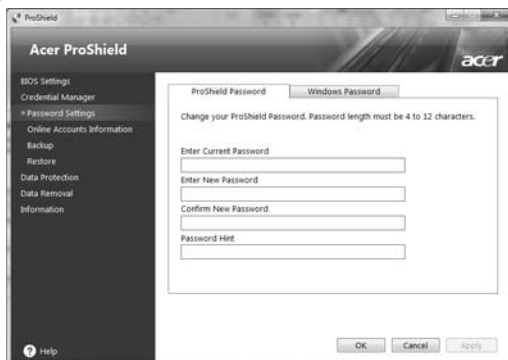 ProShield
Acer ProShield
acer
BIOS Settings
Credential Manager
Password Settings
Online Accounts Information
Backup
Restore
Data Protection
Data Removal
Information
Help
ProShield Password
Windows Password
Change your ProShield Password. Password length must be 4 to 12 characters.
Enter Current Password
Enter New Password
Confirm New Password
Password Hint
OK
Cancel
Apply